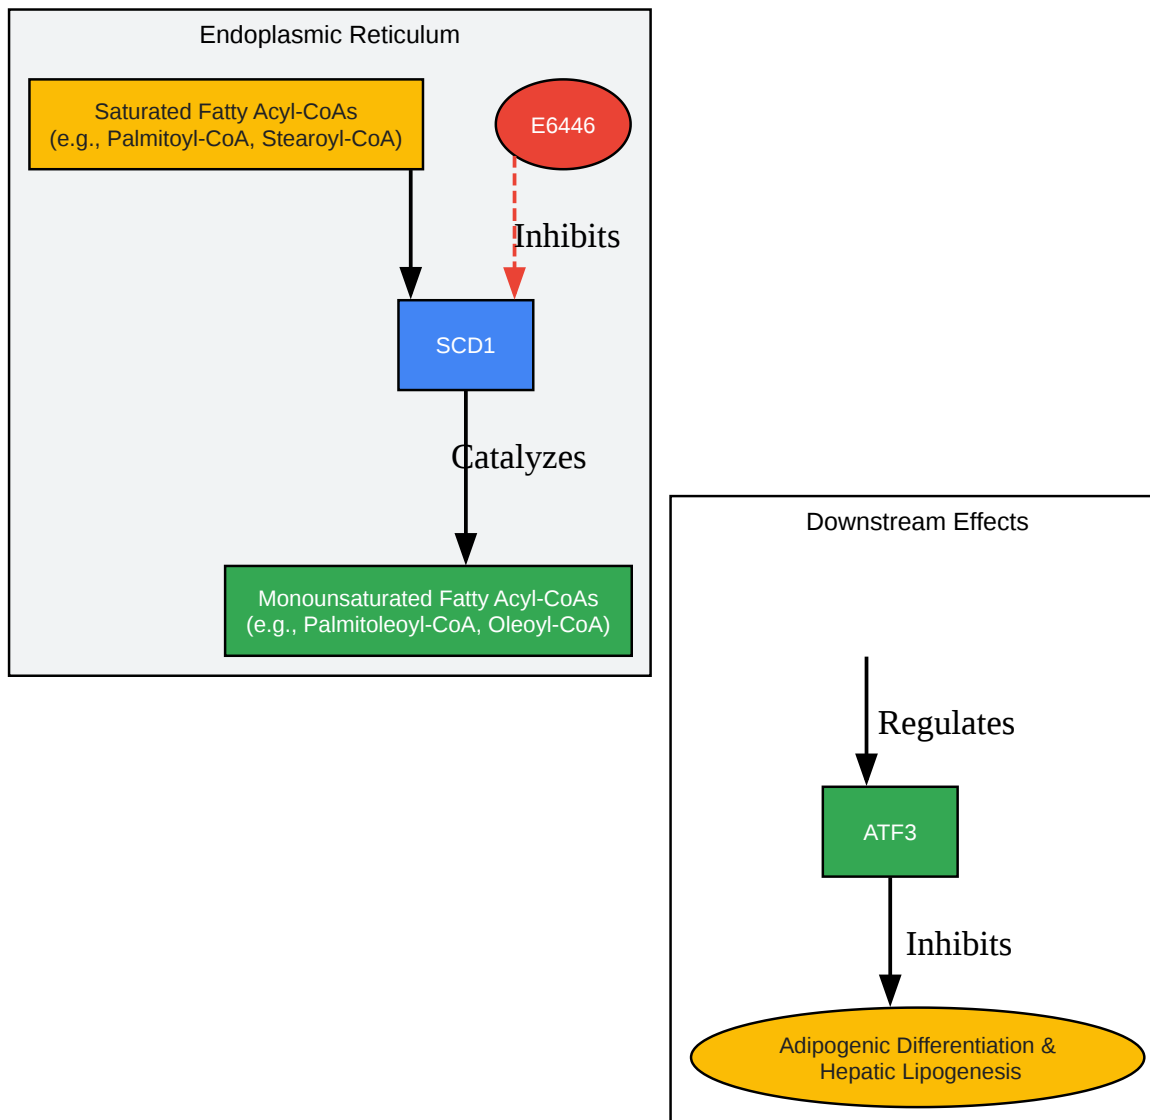 Endoplasmic Reticulum
Saturated Fatty Acyl-CoAs
(e.g., Palmitoyl-CoA, Stearoyl-CoA)
E6446
Inhibits
SCD1
Catalyzes
Monounsaturated Fatty Acyl-CoAs
(e.g., Palmitoleoyl-CoA, Oleoyl-CoA)
Downstream Effects
Regulates
ATF3
Inhibits
Adipogenic Differentiation &
Hepatic Lipogenesis